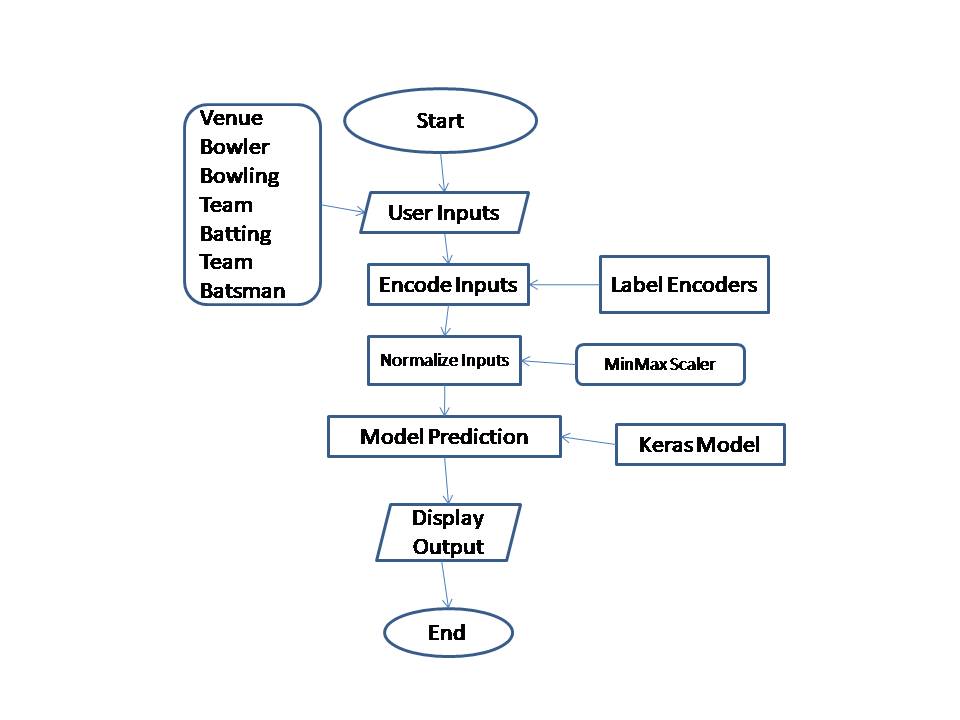 Venue
Bowler
Bowling
Team
Batting
Team
Batsman
Start
User Inputs
Encode Inputs
Label Encoders
Normalize Inputs
MinMax Scaler
Model Prediction
Keras Model
Display
Output
End